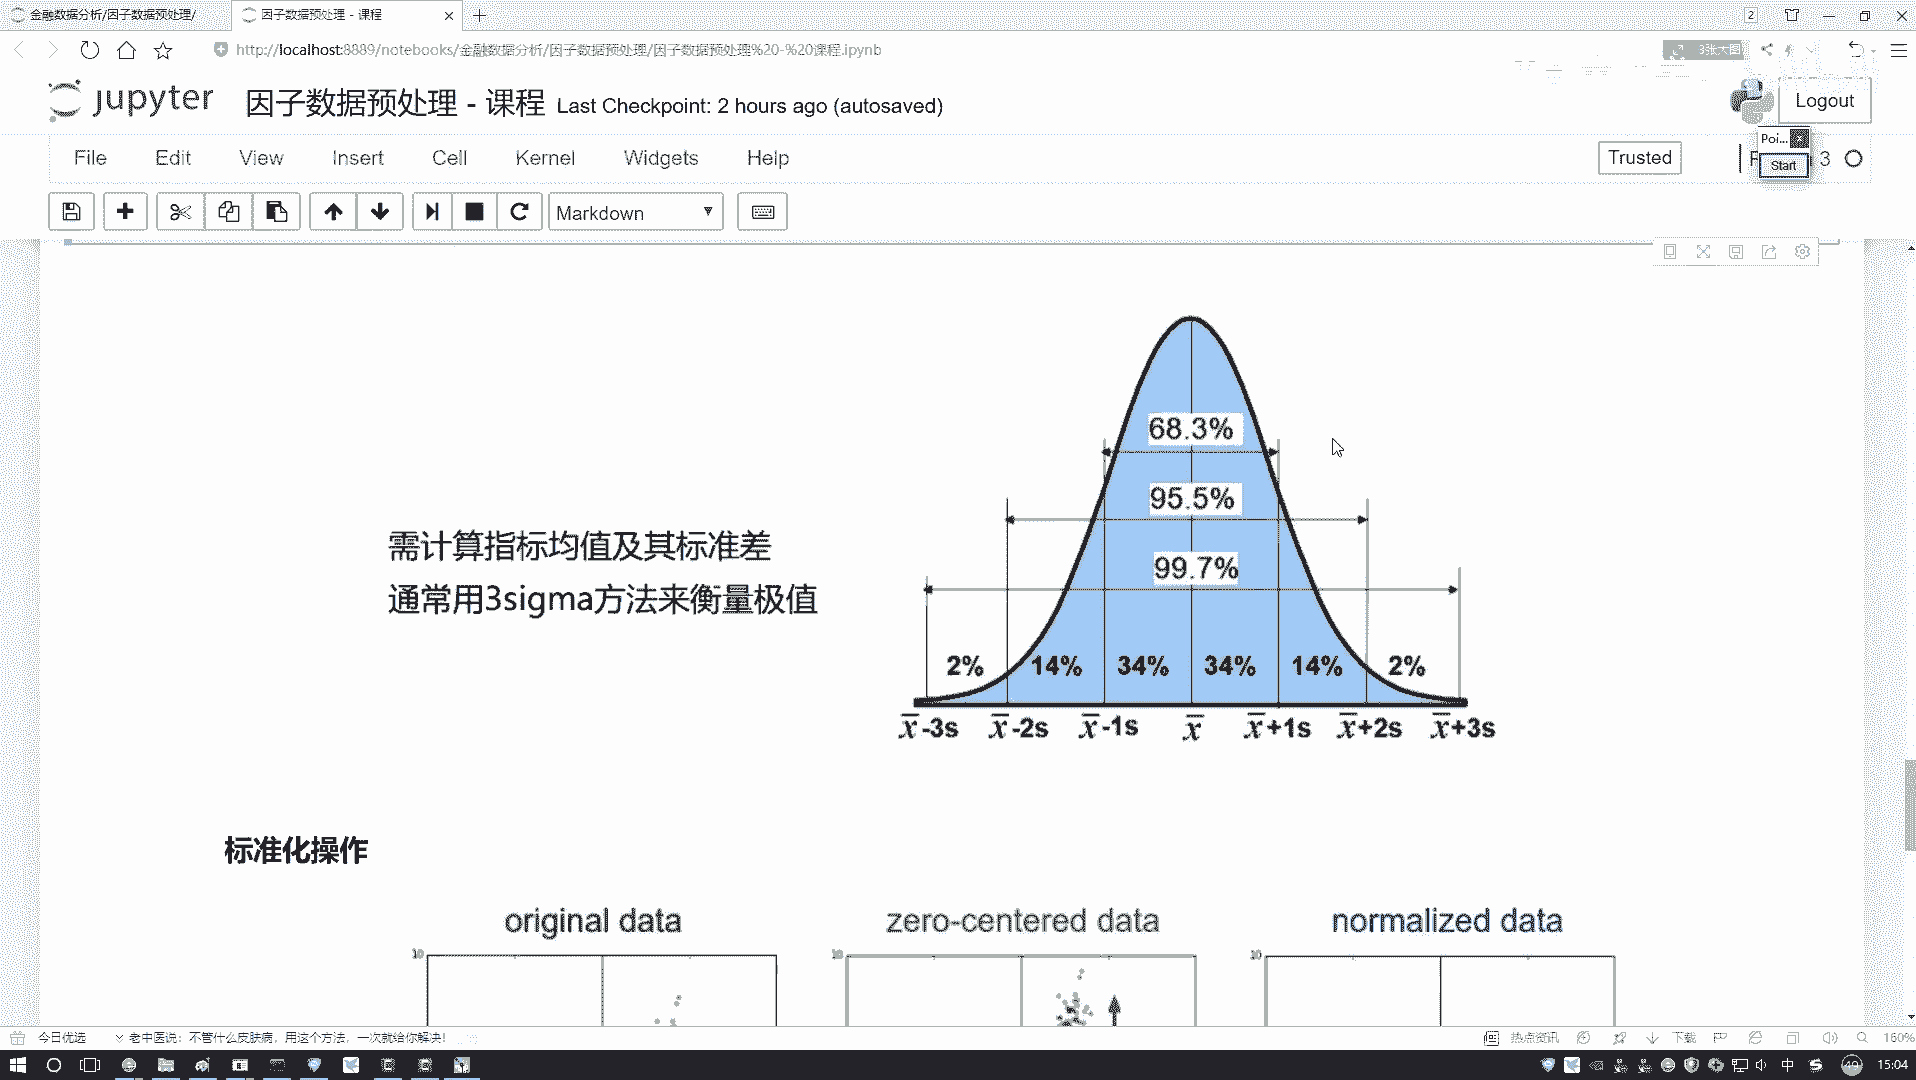 金融数据分析/因子数据预处理/
因子数据预处理 - 课程
2
http://localhost:8889/notebooks/金融数据分析/因子数据预处理/因子数据预处理%20-%20课程.ipynb
3张大图
jupyter
因子数据预处理 - 课程
Last Checkpoint: 2 hours ago (autosaved)
Logout
File Edit View Insert Cell Kernel Widgets Help
Trusted
Poi...
Start
3
Markdown
68.3%
95.5%
99.7%
需计算指标均值及其标准差
通常用3sigma方法来衡量极值
2% 14% 34% 34% 14% 2%
x̅-3s x̅-2s x̅-1s x̅ x̅+1s x̅+2s x̅+3s
标准化操作
original data zero-centered data normalized data
10 10 10
今日优选
老中医说：不管什么皮肤病，用这个方法，一次就给你解决！
热点资讯
下载
160%
中
49
15:04